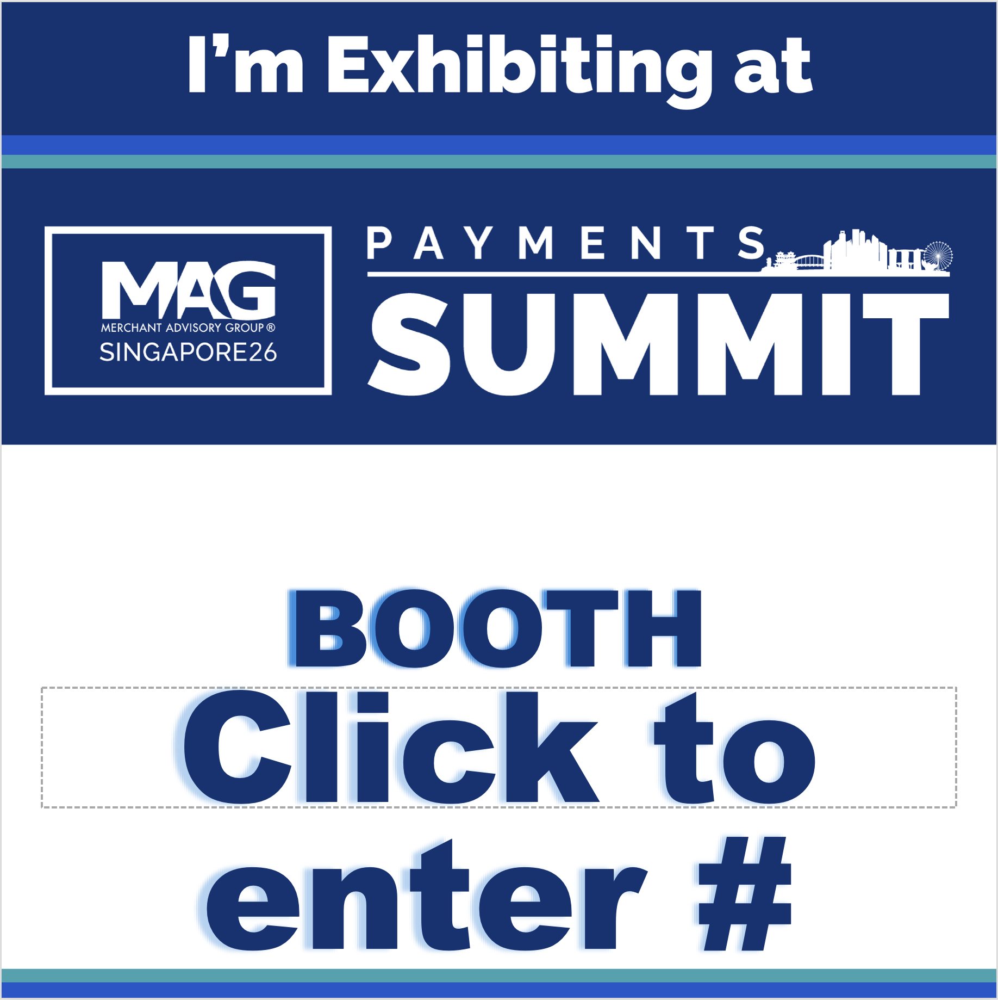 I’m Exhibiting at
MAG
MERCHANT ADVISORY GROUP®
SINGAPORE26
PAYMENTS
SUMMIT
BOOTH
Click to
enter #